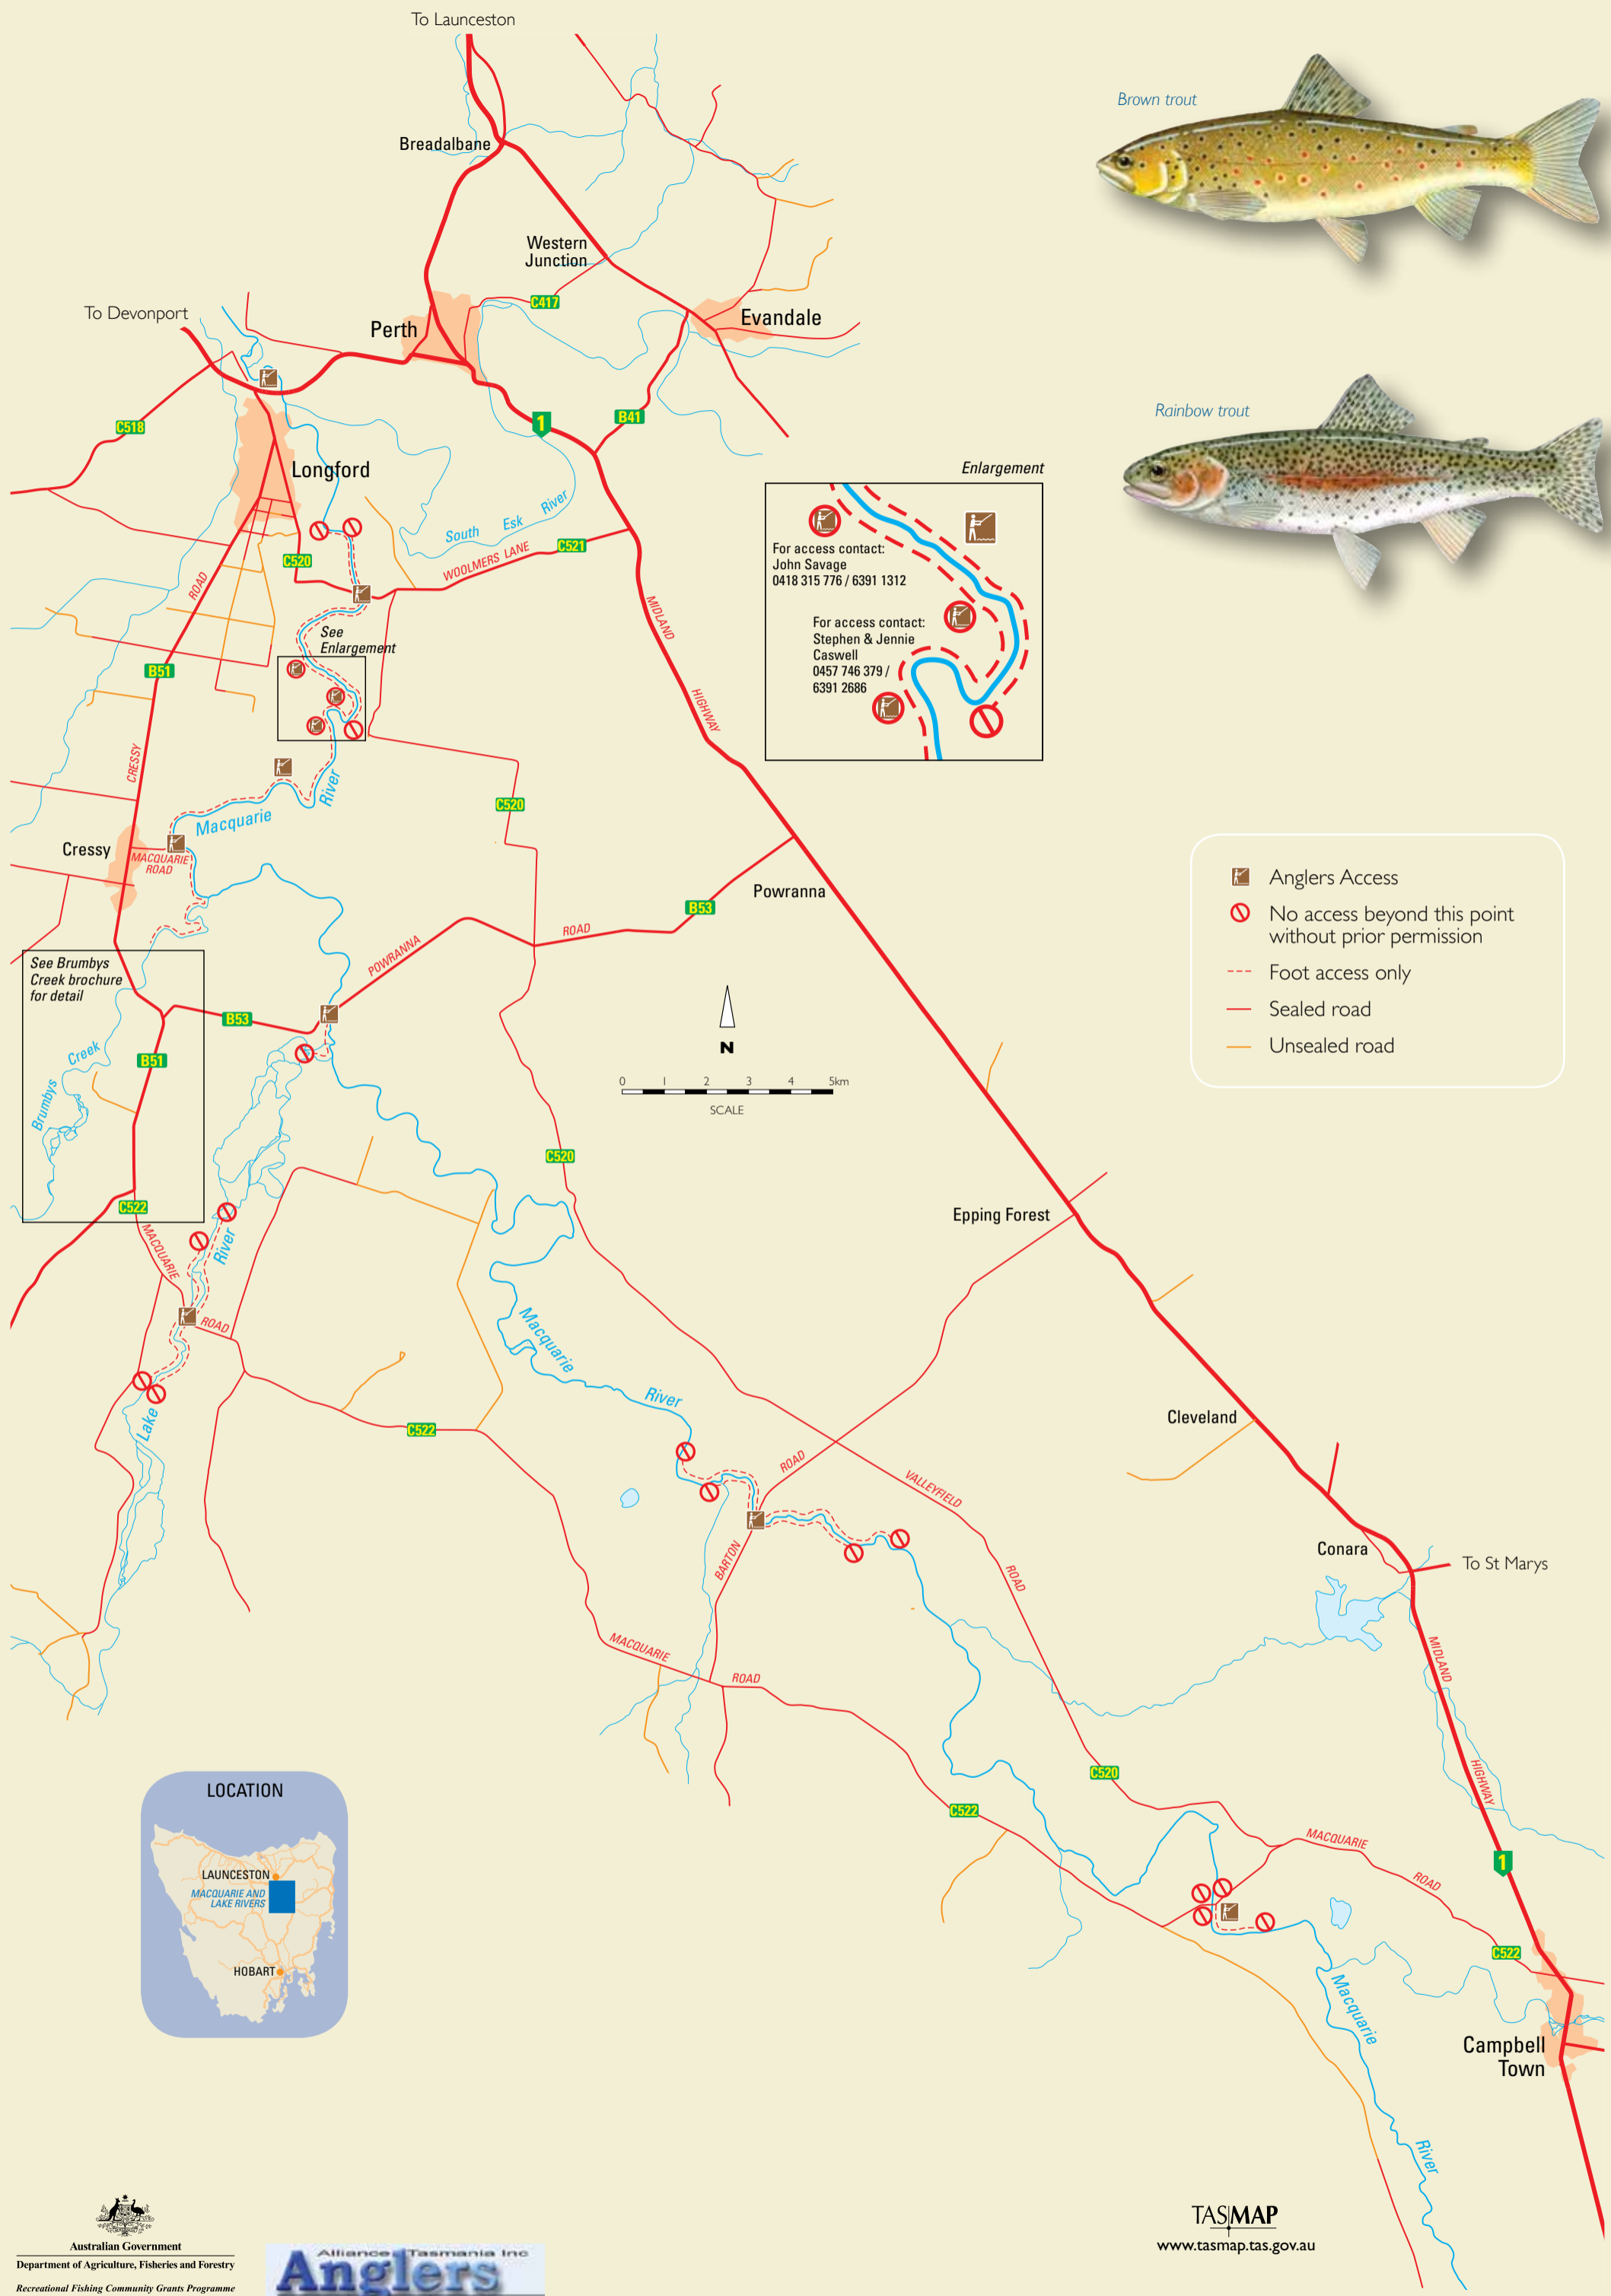 To Launceston
Brown trout
Breadalbane
Western
Junction
C417
To Devonport
Perth
Evandale
1
B41
C518
Rainbow trout
Longford
Enlargement
South Esk River
WOOLMERS LANE
C521
C520
ROAD
For access contact:
John Savage
0418 315 776 / 6391 1312
For access contact:
Stephen & Jennie
Caswell
0457 746 379 /
6391 2686
MIDLAND
HIGHWAY
See
Enlargement
B51
CRESSY
River
Macquarie
C520
Cressy
MACQUARIE
ROAD
Powranna
B53
ROAD
POWRANNA
Anglers Access
No access beyond this point
without prior permission
Foot access only
Sealed road
Unsealed road
See Brumbys
Creek brochure
for detail
B53
B51
Creek
Brumbys
N
0 1 2 3 4 5km
SCALE
C520
C522
MACQUARIE
River
ROAD
Epping Forest
Macquarie
River
Lake
C522
Cleveland
ROAD
VALLEYFIELD
ROAD
BARTON
Conara
To St Marys
MACQUARIE
ROAD
MIDLAND
HIGHWAY
C520
C522
MACQUARIE
ROAD
1
C522
LOCATION
LAUNCESTON
MACQUARIE AND
LAKE RIVERS
HOBART
Macquarie
River
Campbell
Town
Australian Government
Department of Agriculture, Fisheries and Forestry
Recreational Fishing Community Grants Programme
Alliance Tasmania Inc
Anglers
TASMAP
www.tasmap.tas.gov.au